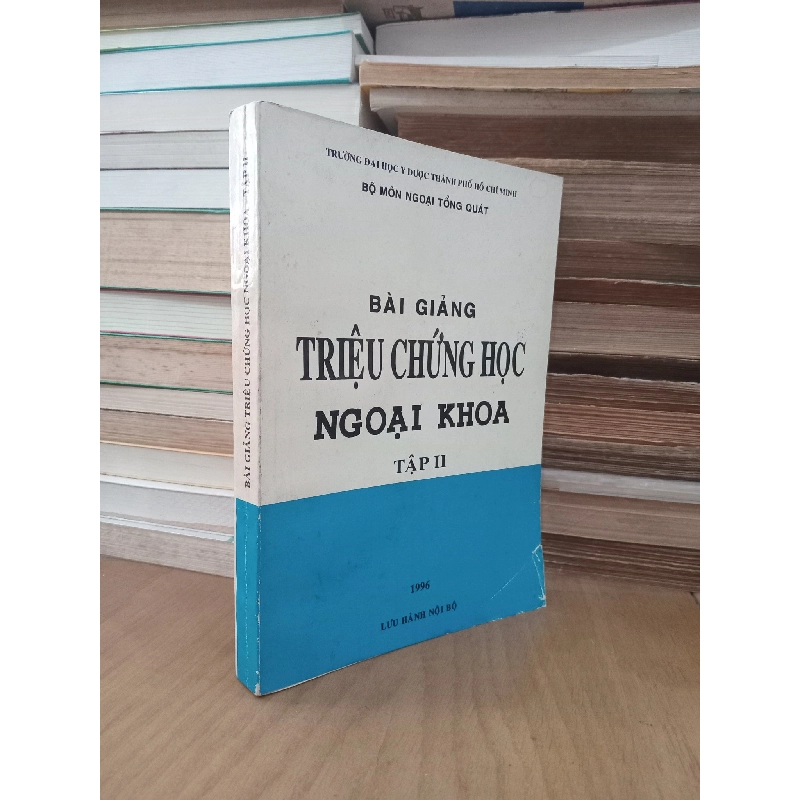 TRƯỜNG ĐẠI HỌC Y DƯỢC THÀNH PHỐ HỒ CHÍ MINH
BỘ MÔN NGOẠI TỔNG QUÁT
BÀI GIẢNG
TRIỆU CHỨNG HỌC
NGOẠI KHOA
TẬP II
1996
LƯU HÀNH NỘI BỘ
BÀI GIẢNG TRIỆU CHỨNG HỌC NGOẠI KHOA - TẬP II